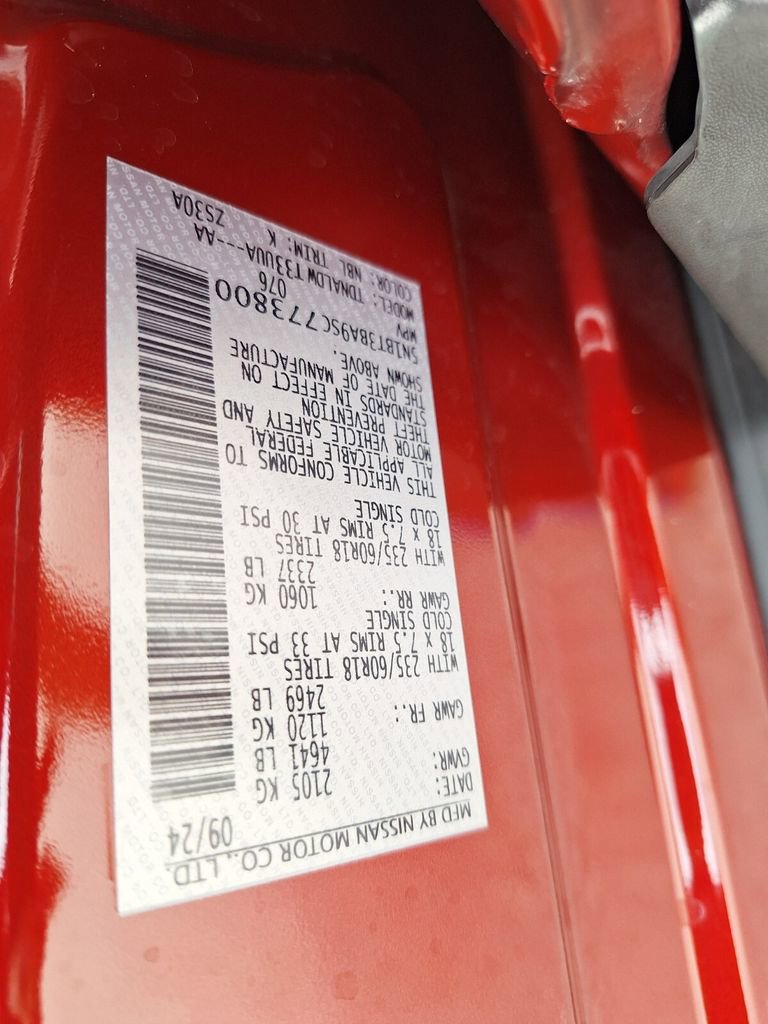 MFD BY NISSAN MOTOR CO., LTD.
DATE: 09/24
GVWR: 2105 KG
4641 LB
GAWR FR.: 1120 KG
2469 LB
WITH 235/60R18 TIRES
18 x 7.5 RIMS AT 33 PSI
COLD SINGLE
GAWR RR.: 1060 KG
2337 LB
WITH 235/60R18 TIRES
18 x 7.5 RIMS AT 30 PSI
COLD SINGLE
THIS VEHICLE CONFORMS TO
ALL APPLICABLE FEDERAL
MOTOR VEHICLE SAFETY AND
THEFT PREVENTION
STANDARDS IN EFFECT ON
THE DATE OF MANUFACTURE
SHOWN ABOVE.
5N1BT3BA9SC773800
MPV 076
MODEL: TDNALDWT33UUA---AA
COLOR: NBL TRIM: K ZS30A